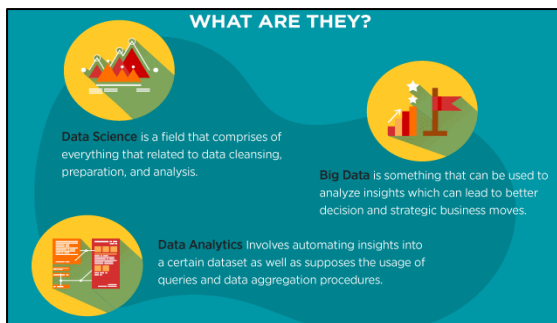 WHAT ARE THEY?
Data Science is a field that comprises of
everything that related to data cleansing,
preparation, and analysis.
Big Data is something that can be used to
analyze insights which can lead to better
decision and strategic business moves.
Data Analytics Involves automating insights into
a certain dataset as well as supposes the usage of
queries and data aggregation procedures.